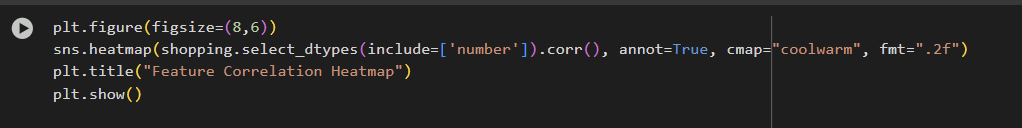 plt.figure(figsize=(8,6))
sns.heatmap(shopping.select_dtypes(include=['number']).corr(), annot=True, cmap="coolwarm", fmt=".2f")
plt.title("Feature Correlation Heatmap")
plt.show()